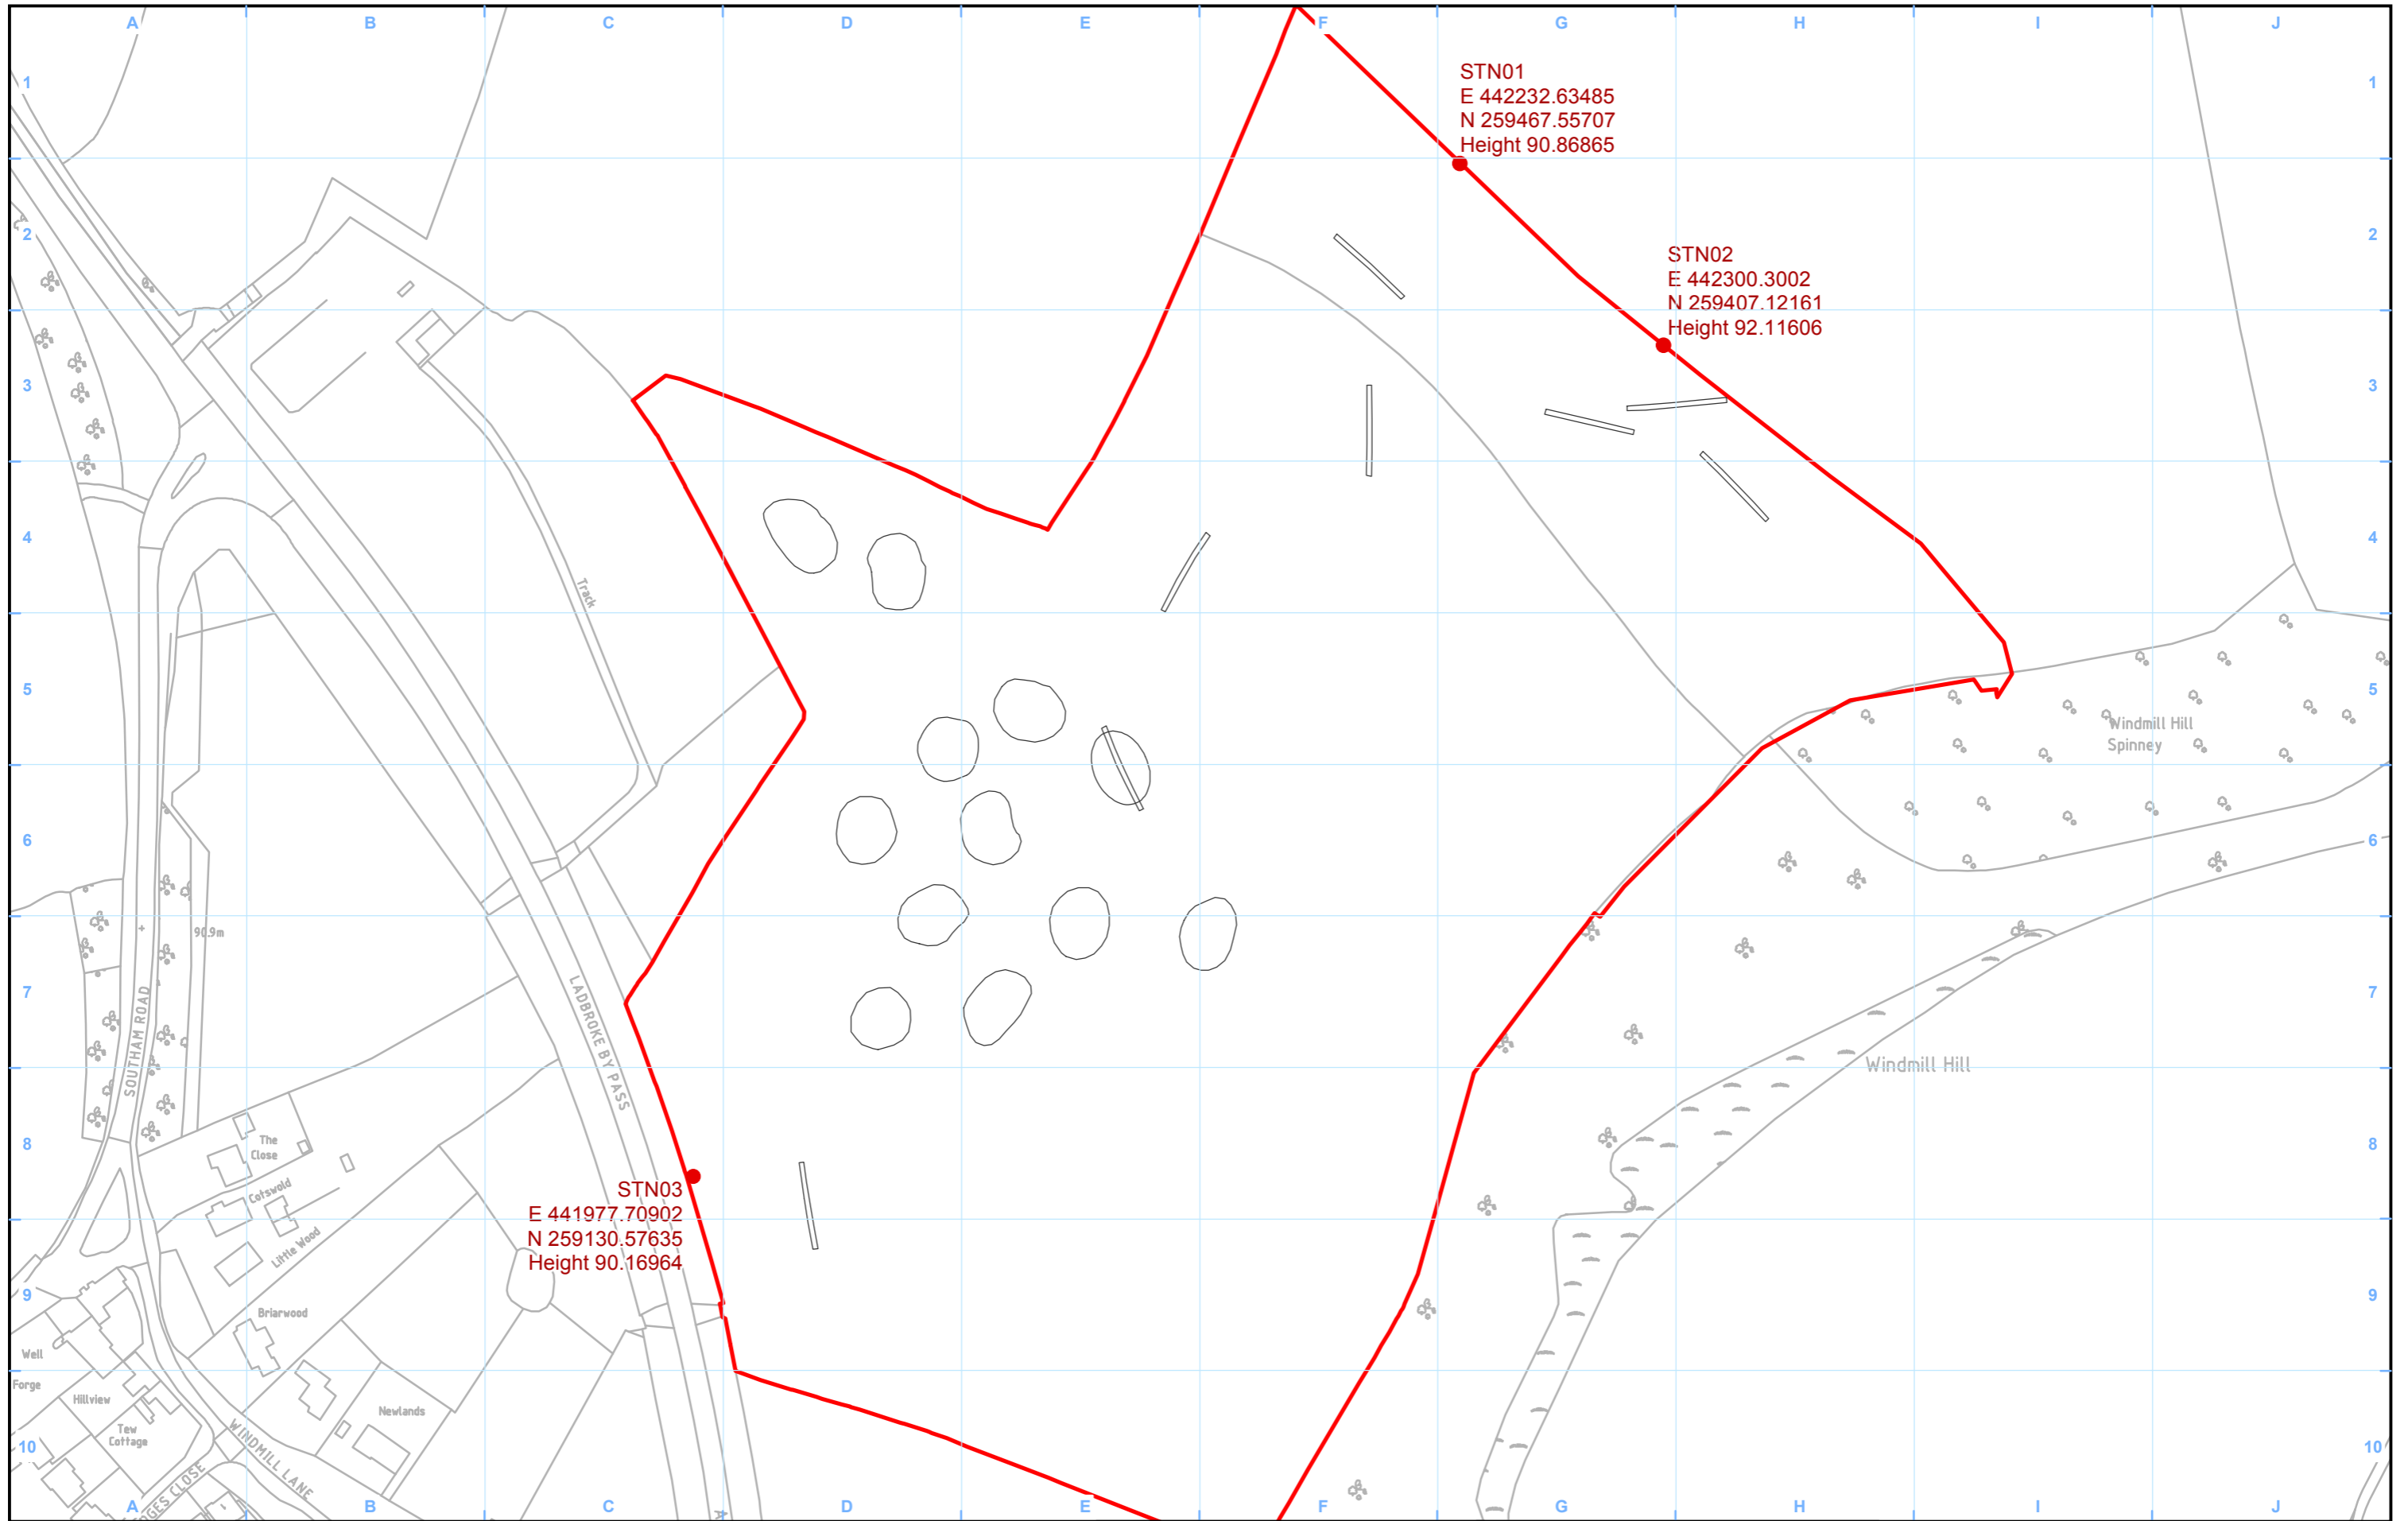 A B C D E F G H I J
1 1
STN01
E 442232.63485
N 259467.55707
Height 90.86865
2 2
STN02
E 442300.3002
N 259407.12161
Height 92.11606
3 3
4 4
Track
5 5
Windmill Hill
Spinney
6 6
90.9m
7 7
SOUTHAM ROAD
LADBROKE BY PASS
Windmill Hill
8 8
The
Close
Cotswold
STN03
E 441977.70902
N 259130.57635
Height 90.16964
Little Wood
9 9
Briarwood
Well
Forge
Hillview
Newlands
Tew
Cottage
10 10
WINDMILL LANE
CLOSE
A B C D E F G H I J